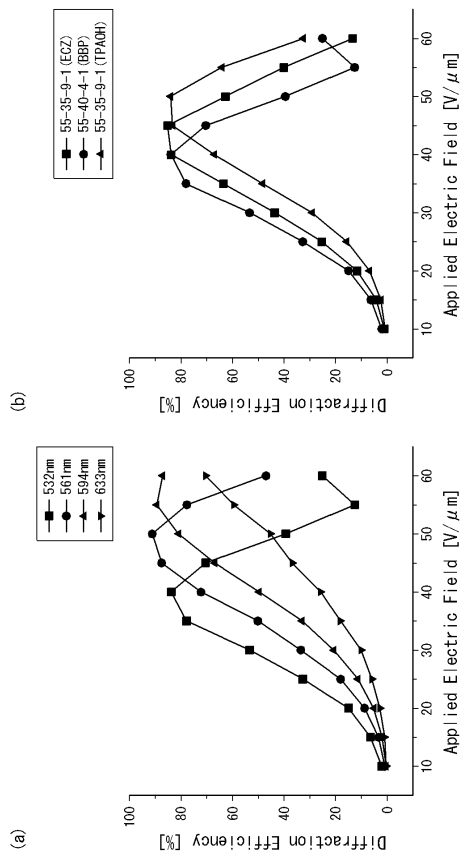 (a)
532nm
561nm
594nm
633nm
Diffraction Efficiency [%]
100
80
60
40
20
0
10
20
30
40
50
60
Applied Electric Field [V/μm]
(b)
55-35-9-1(ECZ)
55-40-4-1(BBP)
55-35-9-1(TPAOH)
Diffraction Efficiency [%]
100
80
60
40
20
0
10
20
30
40
50
60
Applied Electric Field [V/μm]